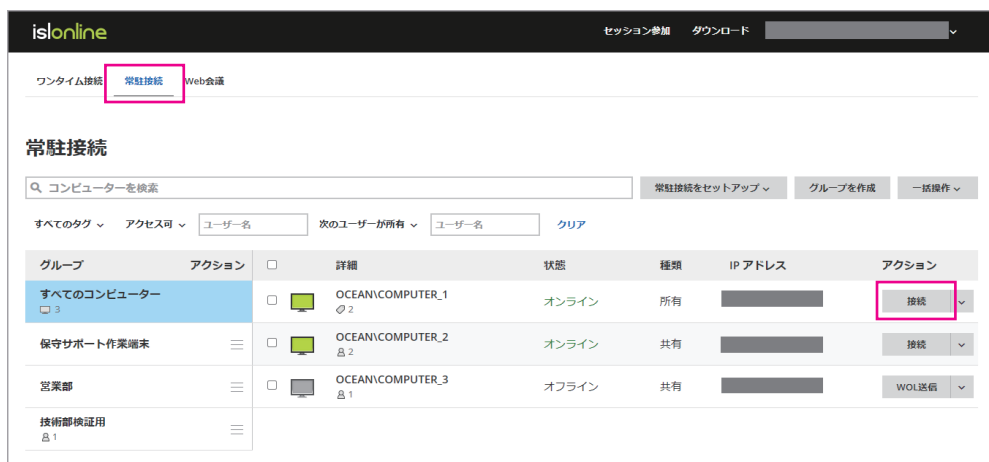 islonline
セッション参加 ダウンロード
ワンタイム接続 常駐接続 Web会議
常駐接続
コンピューターを検索 常駐接続をセットアップ グループを作成 一括操作
すべてのタグ アクセス可 ユーザー名 次のユーザーが所有 ユーザー名 クリア
グループ アクション 詳細 状態 種類 IP アドレス アクション
すべてのコンピューター
3
OCEAN\COMPUTER_1
2
オンライン 所有 接続
保守サポート作業端末
OCEAN\COMPUTER_2
2
オンライン 共有 接続
営業部
OCEAN\COMPUTER_3
1
オフライン 共有 WOL送信
技術部検証用
1